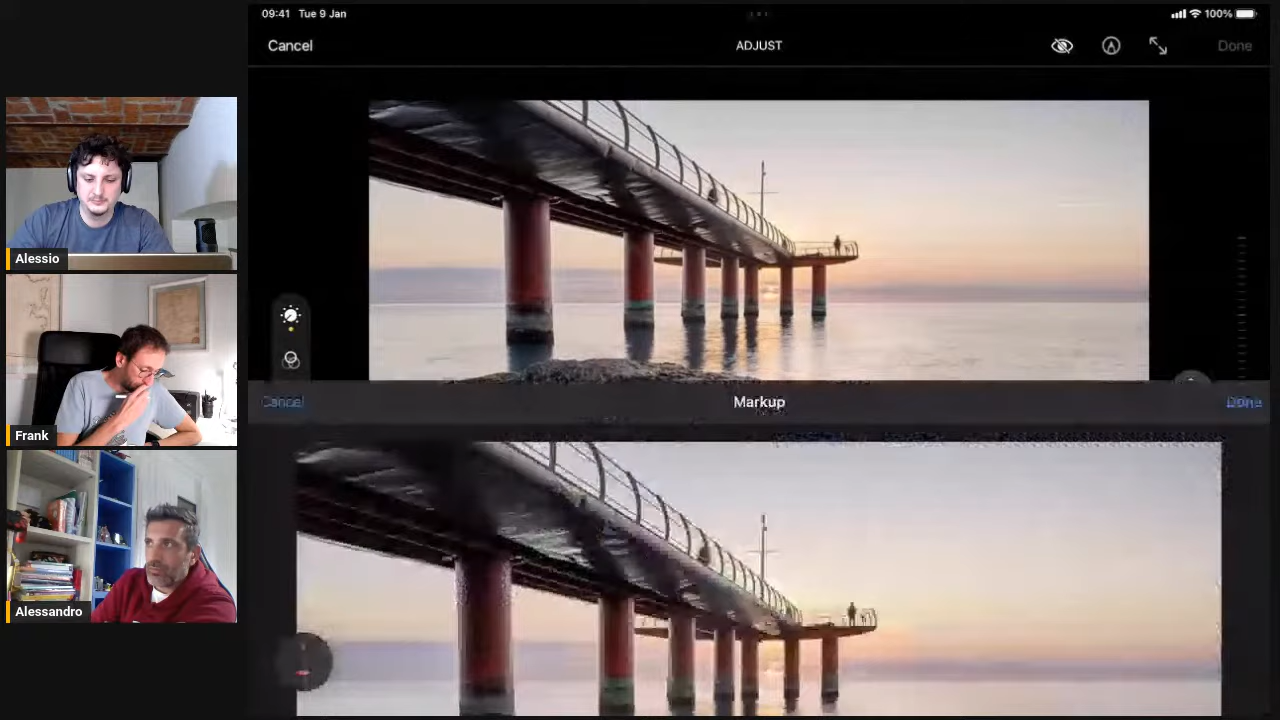 09:41 Tue 9 Jan
100%
Cancel
ADJUST
Done
Alessio
Frank
Alessandro
Cancel
Markup
Done